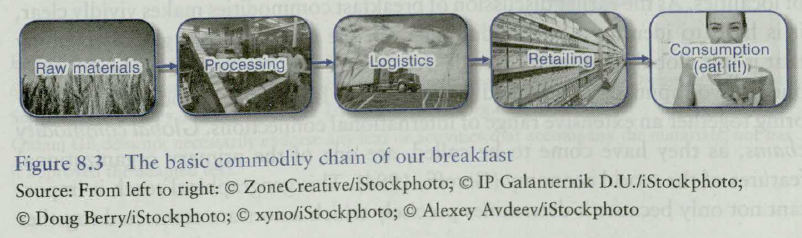 Raw materials
Processing
Logistics
Retailing
Consumption
(eat it!)
Figure 8.3 The basic commodity chain of our breakfast
Source: From left to right: © ZoneCreative/iStockphoto; © IP Galanternik D.U./iStockphoto;
© Doug Berry/iStockphoto; © xyno/iStockphoto; © Alexey Avdeev/iStockphoto